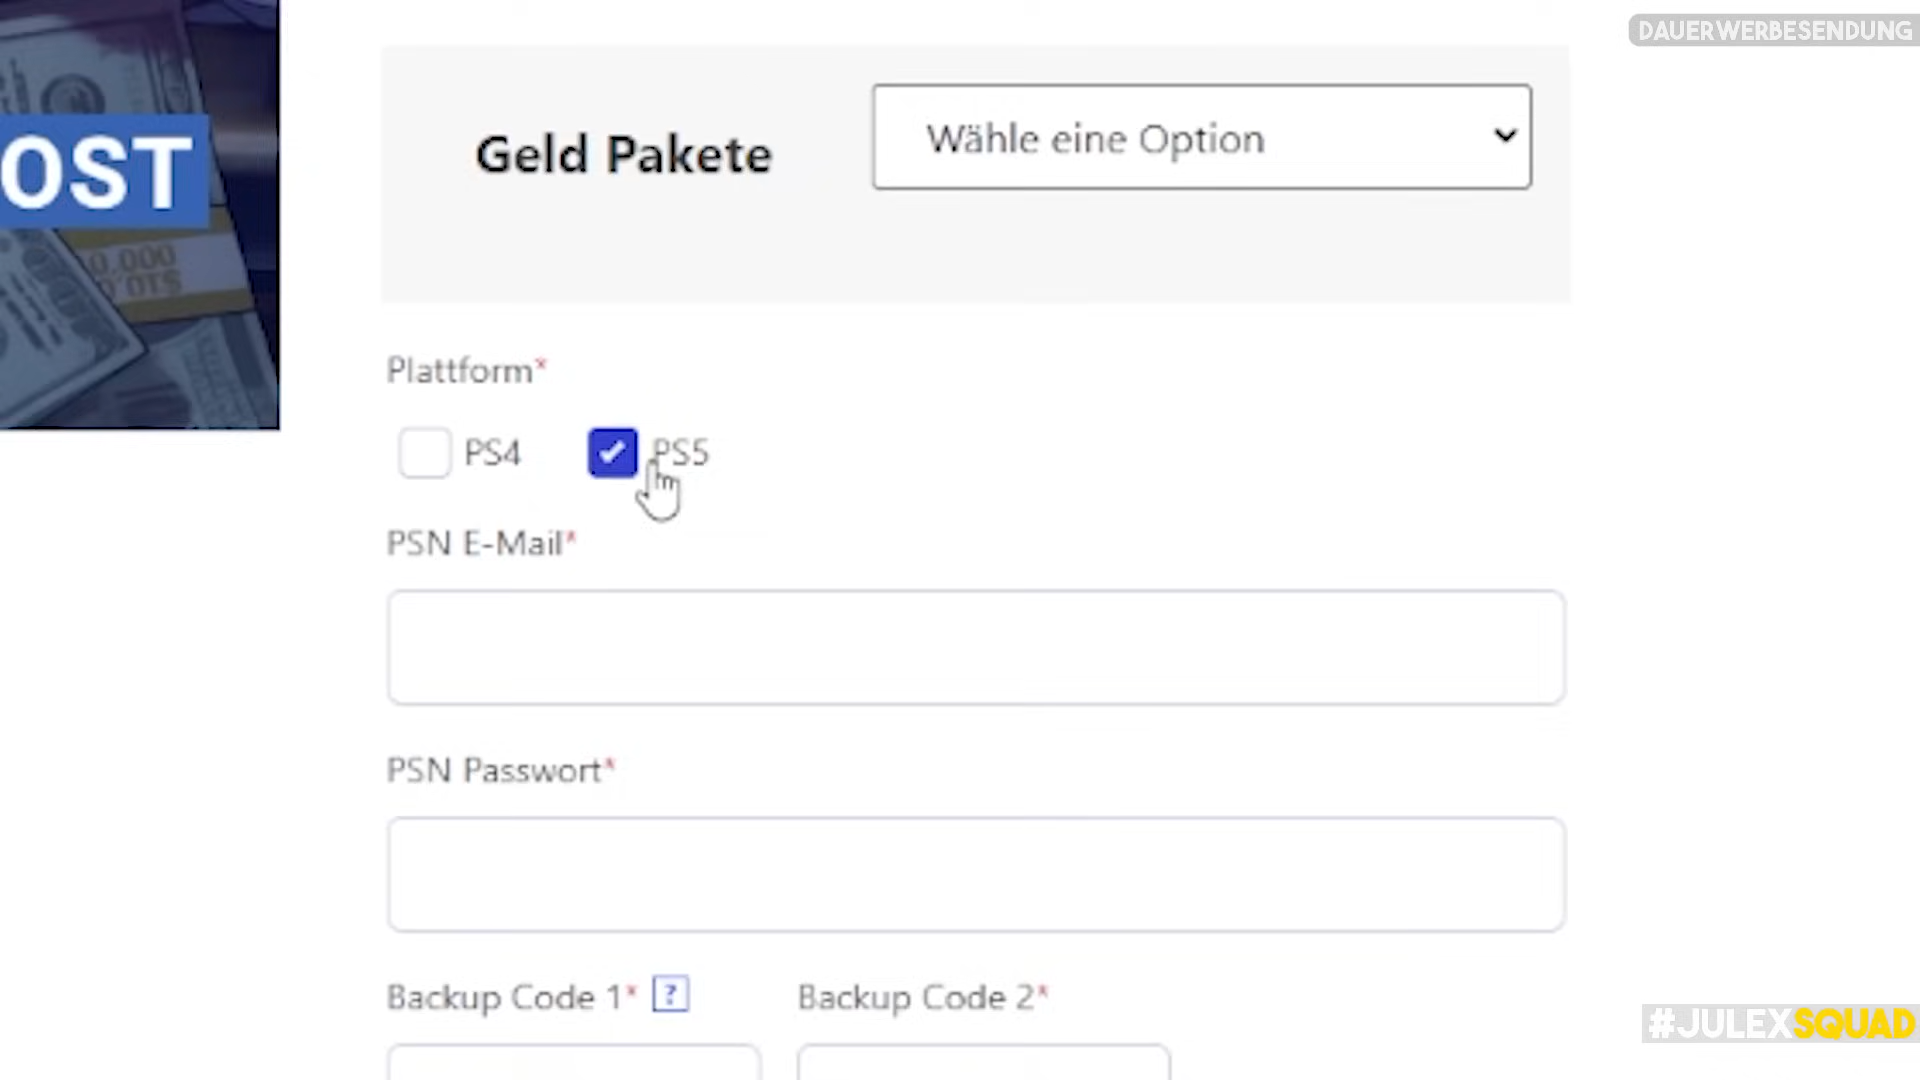 DAUERWERBESENDUNG
OST
Geld Pakete
Wähle eine Option
Plattform*
PS4
PS5
PSN E-Mail*
PSN Passwort*
Backup Code 1* ?
Backup Code 2*
#JULEXSQUAD